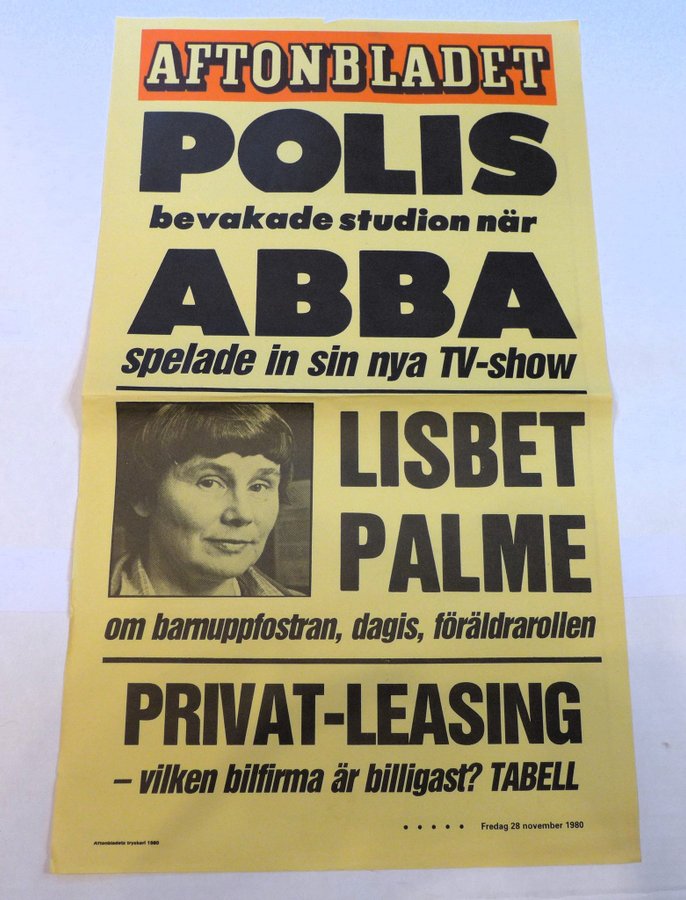 AFTONBLADET
POLIS
bevakade studion när
ABBA
spelade in sin nya TV-show
LISBET
PALME
om barnuppfostran, dagis, föräldrarollen
PRIVAT-LEASING
– vilken bilfirma är billigast? TABELL
• • • • • Fredag 28 november 1980
Aftonbladets tryckeri 1980